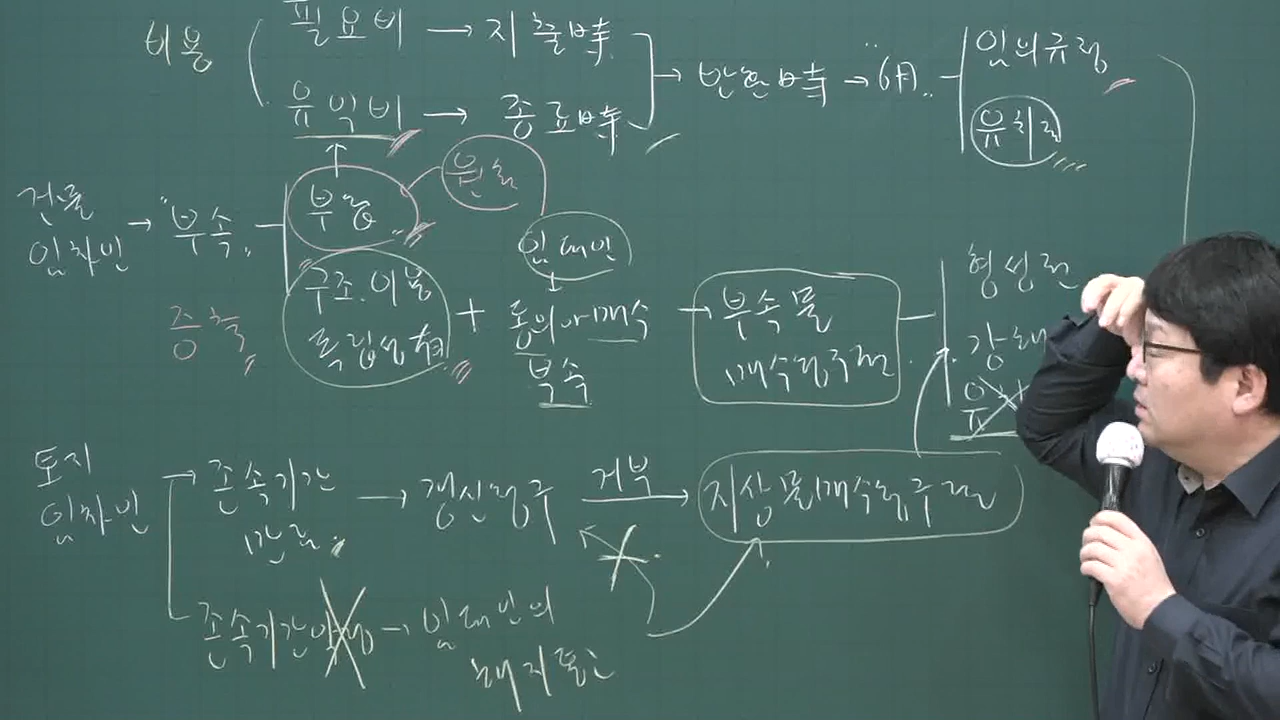 비용
필요비 → 지출時
유익비 → 종료時
→ 반환時 → 6月
임의규정
유치권
건물
임차인
→ "부속"
부동
원칙
구조.이용
독립성 有
증축
+
임대인
동의 or 매수
부속
→ 부속물
매수청구권
형성권
강
유
토지
임차인
→ 존속기간
만료
→ 갱신청구
거부
→ 지상물매수청구권
존속기간
→ 임대인의
해지통고